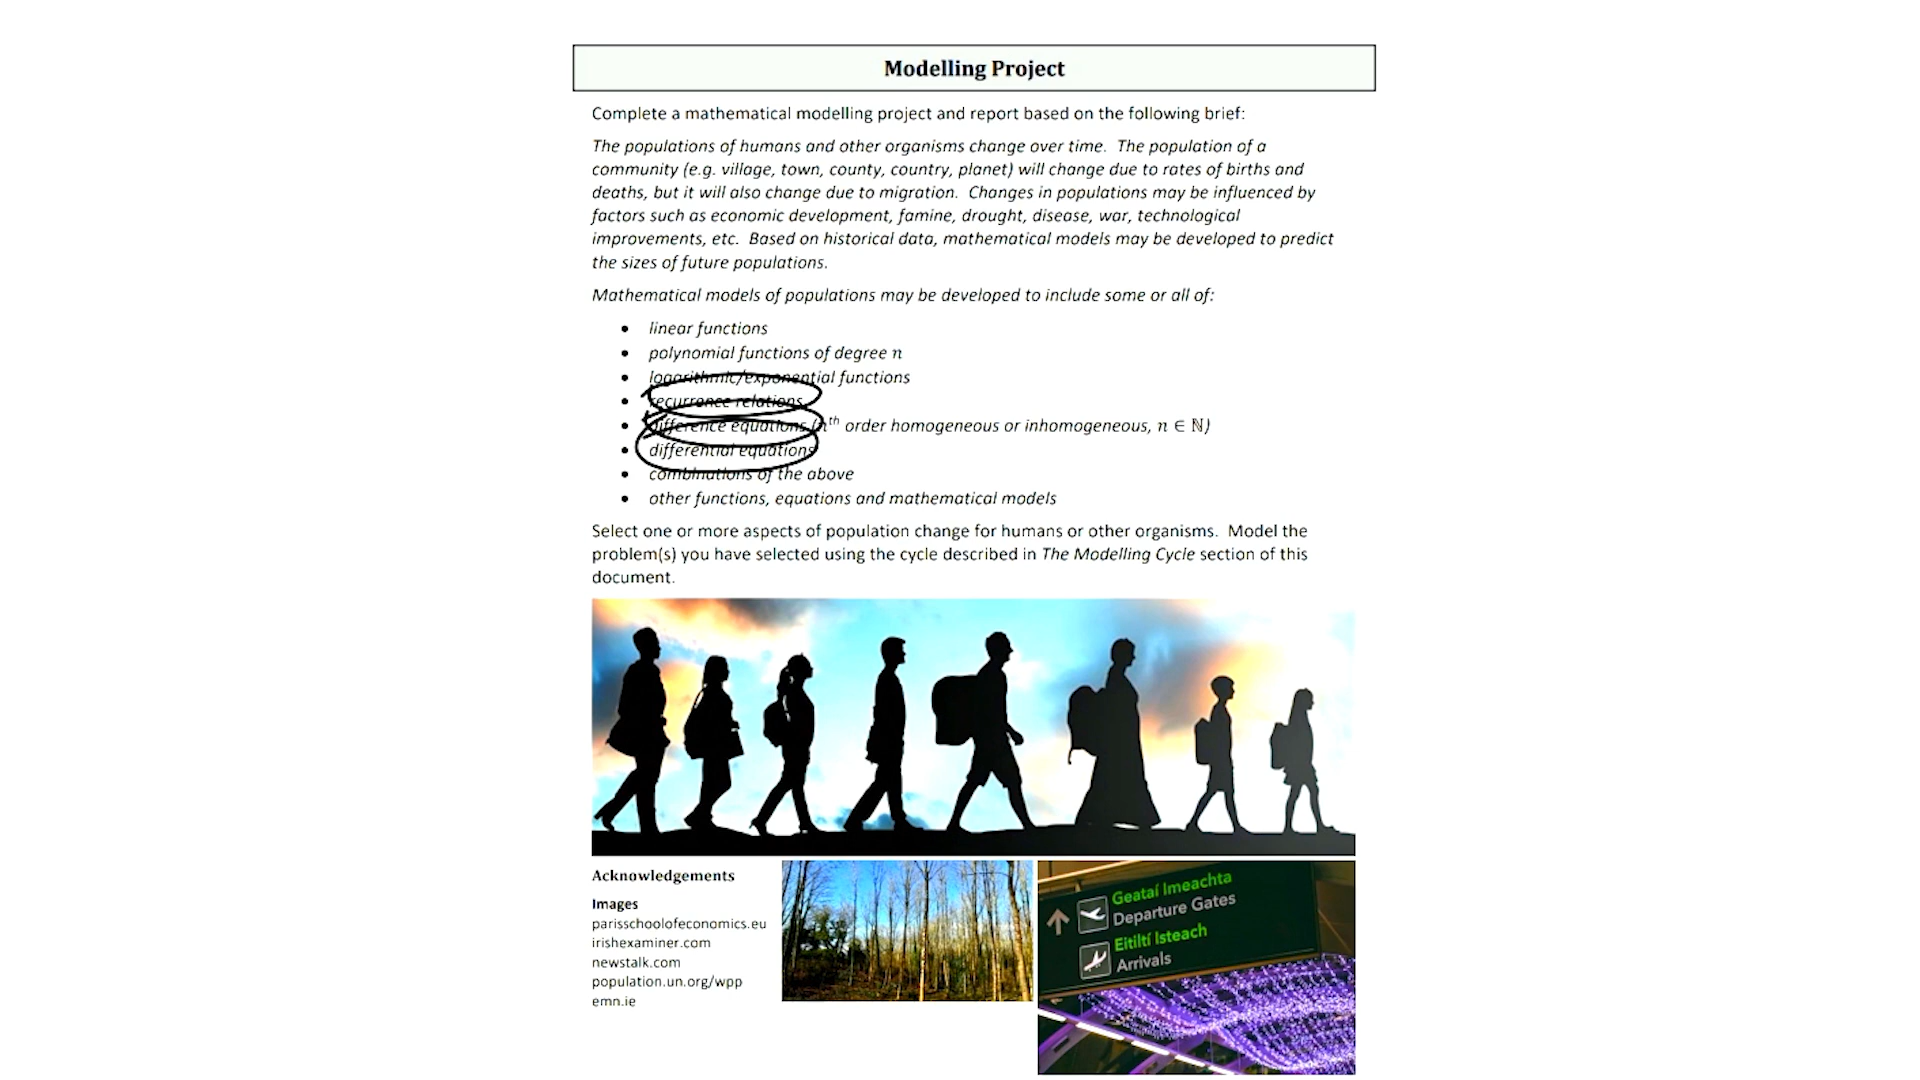 Modelling Project
Complete a mathematical modelling project and report based on the following brief:
The populations of humans and other organisms change over time. The population of a
community (e.g. village, town, county, country, planet) will change due to rates of births and
deaths, but it will also change due to migration. Changes in populations may be influenced by
factors such as economic development, famine, drought, disease, war, technological
improvements, etc. Based on historical data, mathematical models may be developed to predict
the sizes of future populations.
Mathematical models of populations may be developed to include some or all of:
• linear functions
• polynomial functions of degree n
• logarithmic/exponential functions
• recurrence relations
• difference equations (nᵗʰ order homogeneous or inhomogeneous, n ∈ ℕ)
• differential equations
• combinations of the above
• other functions, equations and mathematical models
Select one or more aspects of population change for humans or other organisms. Model the
problem(s) you have selected using the cycle described in The Modelling Cycle section of this
document.
Acknowledgements
Images
parisschoolofeconomics.eu
irishexaminer.com
newstalk.com
population.un.org/wpp
emn.ie
Geataí Imeachta
Departure Gates
Eitiltí Isteach
Arrivals